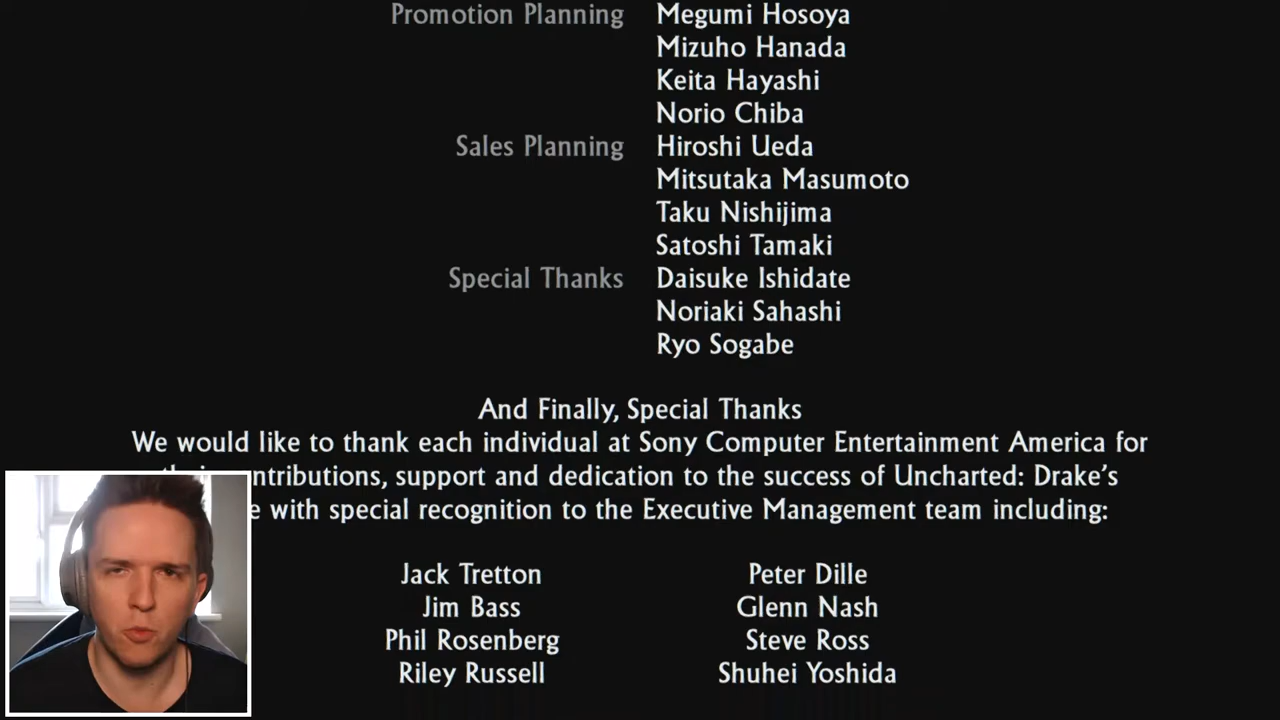 Promotion Planning Megumi Hosoya
Mizuho Hanada
Keita Hayashi
Norio Chiba
Sales Planning Hiroshi Ueda
Mitsutaka Masumoto
Taku Nishijima
Satoshi Tamaki
Special Thanks Daisuke Ishidate
Noriaki Sahashi
Ryo Sogabe
And Finally, Special Thanks
We would like to thank each individual at Sony Computer Entertainment America for
contributions, support and dedication to the success of Uncharted: Drake's
with special recognition to the Executive Management team including:
Jack Tretton Peter Dille
Jim Bass Glenn Nash
Phil Rosenberg Steve Ross
Riley Russell Shuhei Yoshida